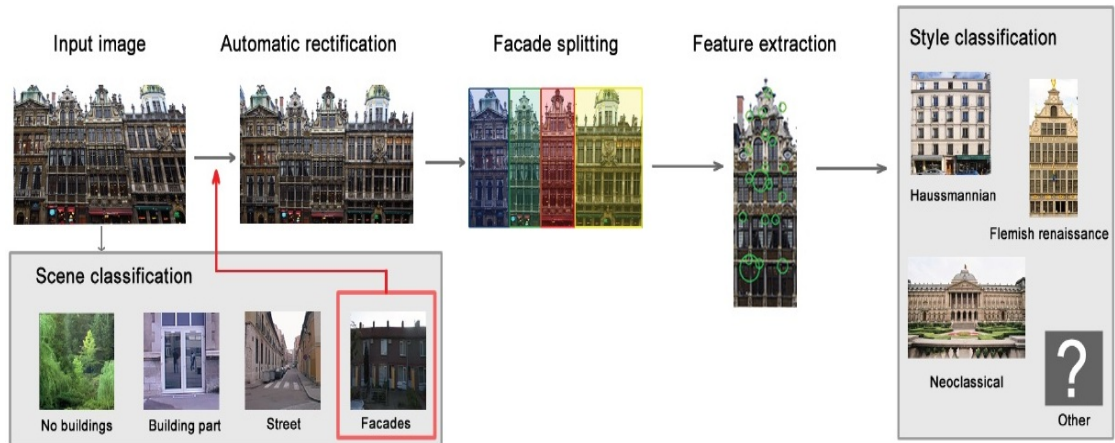 Input image
Automatic rectification
Facade splitting
Feature extraction
Style classification
Haussmannian
Flemish renaissance
Neoclassical
?
Other
Scene classification
No buildings
Building part
Street
Facades